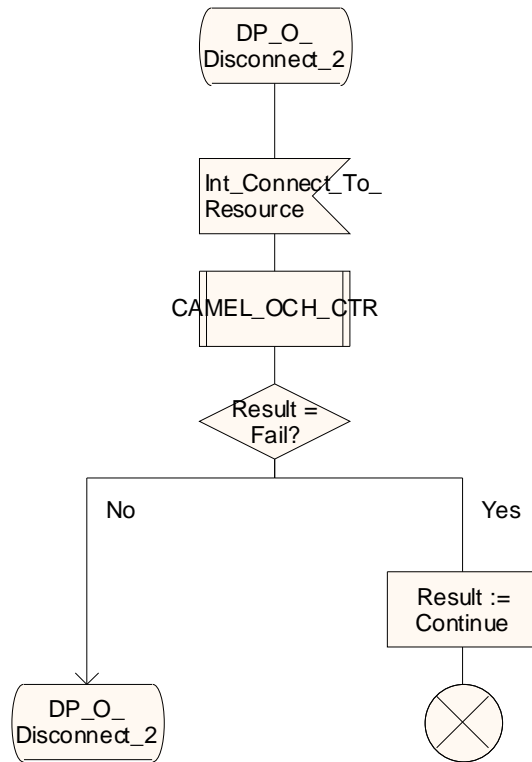 DP_O_
Disconnect_2
Int_Connect_To_
Resource
CAMEL_OCH_CTR
Result =
Fail?
No
Yes
Result :=
Continue
DP_O_
Disconnect_2